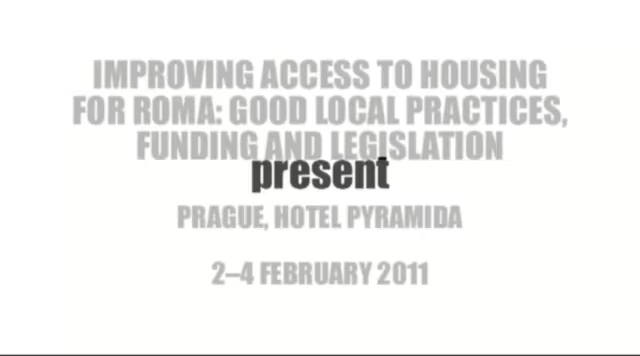 IMPROVING ACCESS TO HOUSING
FOR ROMA: GOOD LOCAL PRACTICES,
FUNDING AND LEGISLATION
present
PRAGUE, HOTEL PYRAMIDA
2–4 FEBRUARY 2011